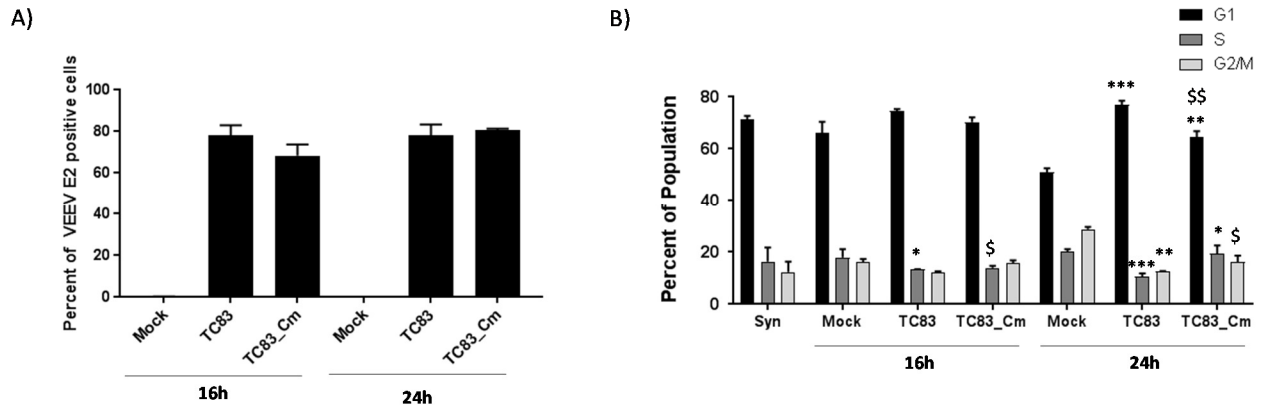 A)
Percent of VEEV E2 positive cells
100
80
60
40
20
0
Mock
TC83
TC83_Cm
Mock
TC83
TC83_Cm
16h
24h
B)
G1
S
G2/M
Percent of Population
80
60
40
20
0
*
$
***
***
**
$$
**
*
$
Syn
Mock
TC83
TC83_Cm
Mock
TC83
TC83_Cm
16h
24h